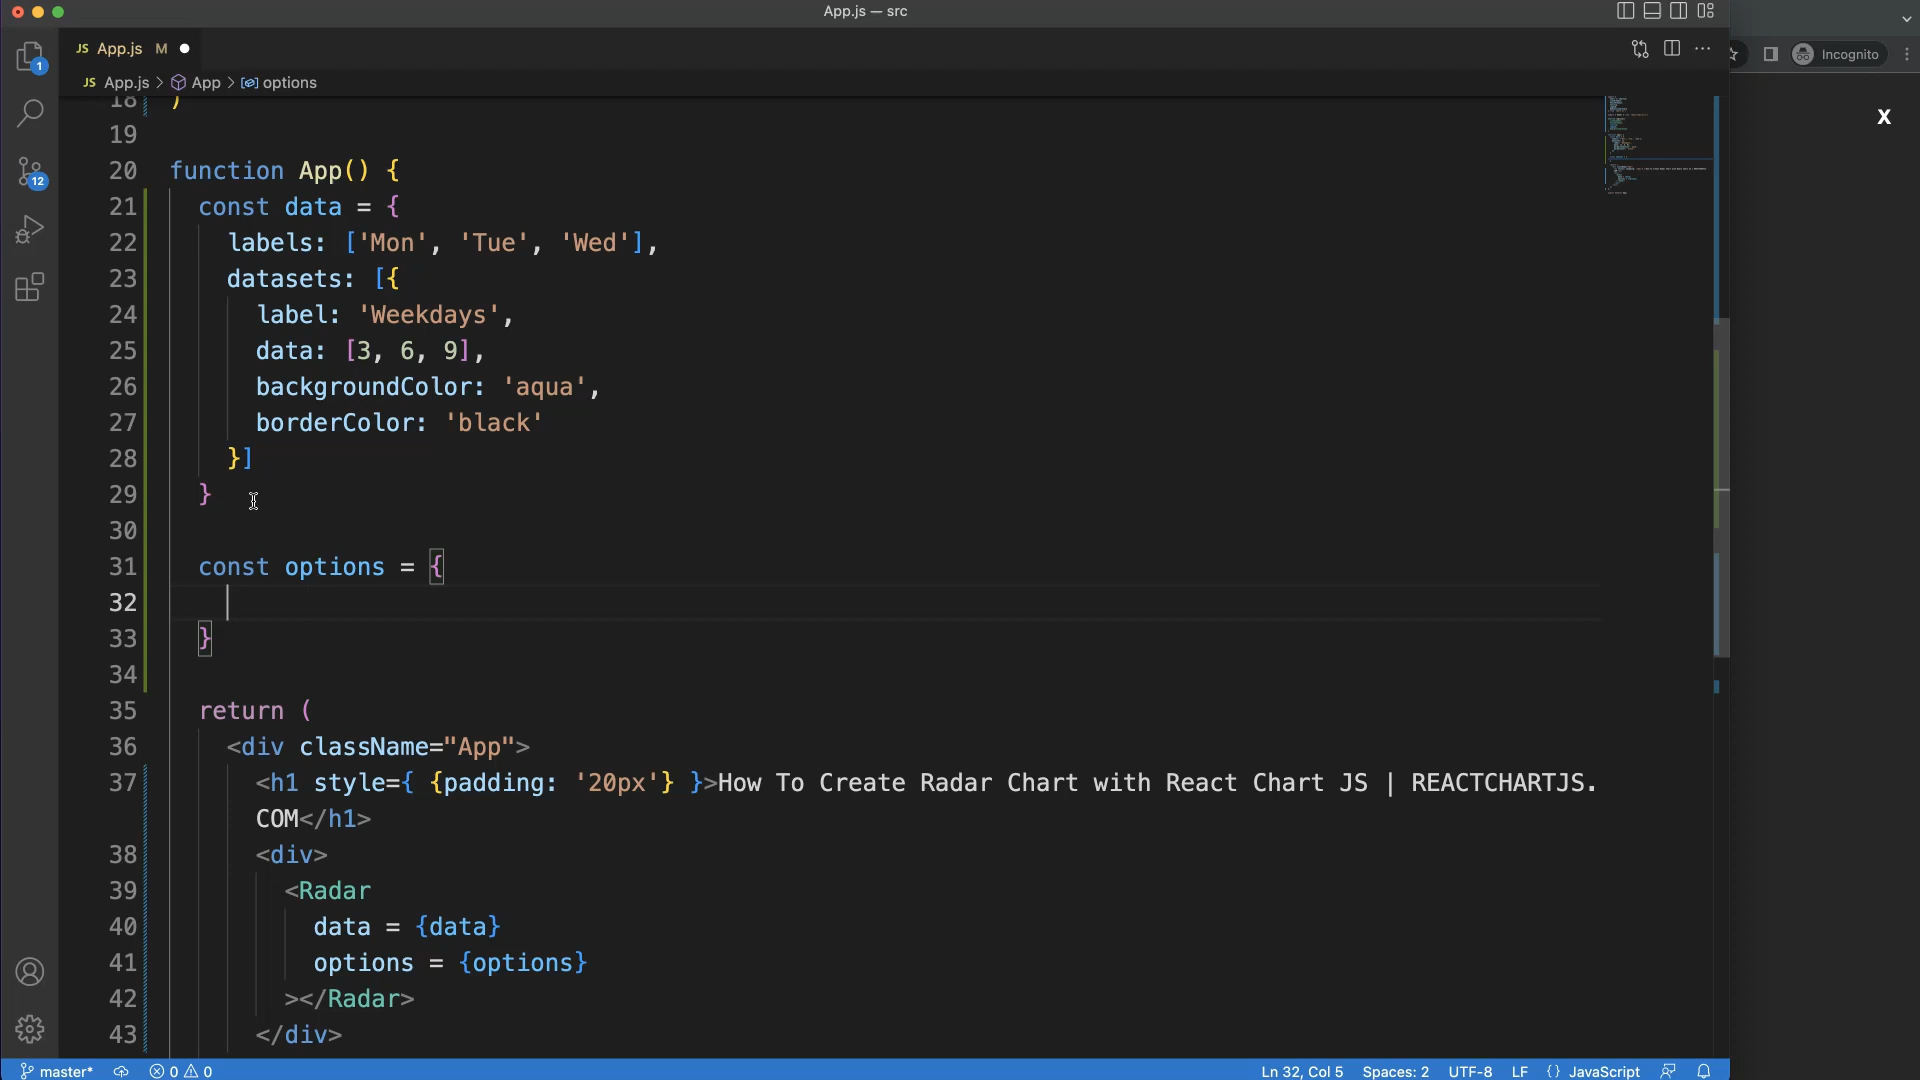 App.js — src
JS App.js M
Incognito
JS App.js > App > options
1
12
X
18 )
19
20 function App() {
21 const data = {
22 labels: ['Mon', 'Tue', 'Wed'],
23 datasets: [{
24 label: 'Weekdays',
25 data: [3, 6, 9],
26 backgroundColor: 'aqua',
27 borderColor: 'black'
28 }]
29 }
30
31 const options = {
32
33 }
34
35 return (
36 <div className="App">
37 <h1 style={ {padding: '20px'} }>How To Create Radar Chart with React Chart JS | REACTCHARTJS.
COM</h1>
38 <div>
39 <Radar
40 data = {data}
41 options = {options}
42 ></Radar>
43 </div>
master* 0 0 Ln 32, Col 5 Spaces: 2 UTF-8 LF {} JavaScript